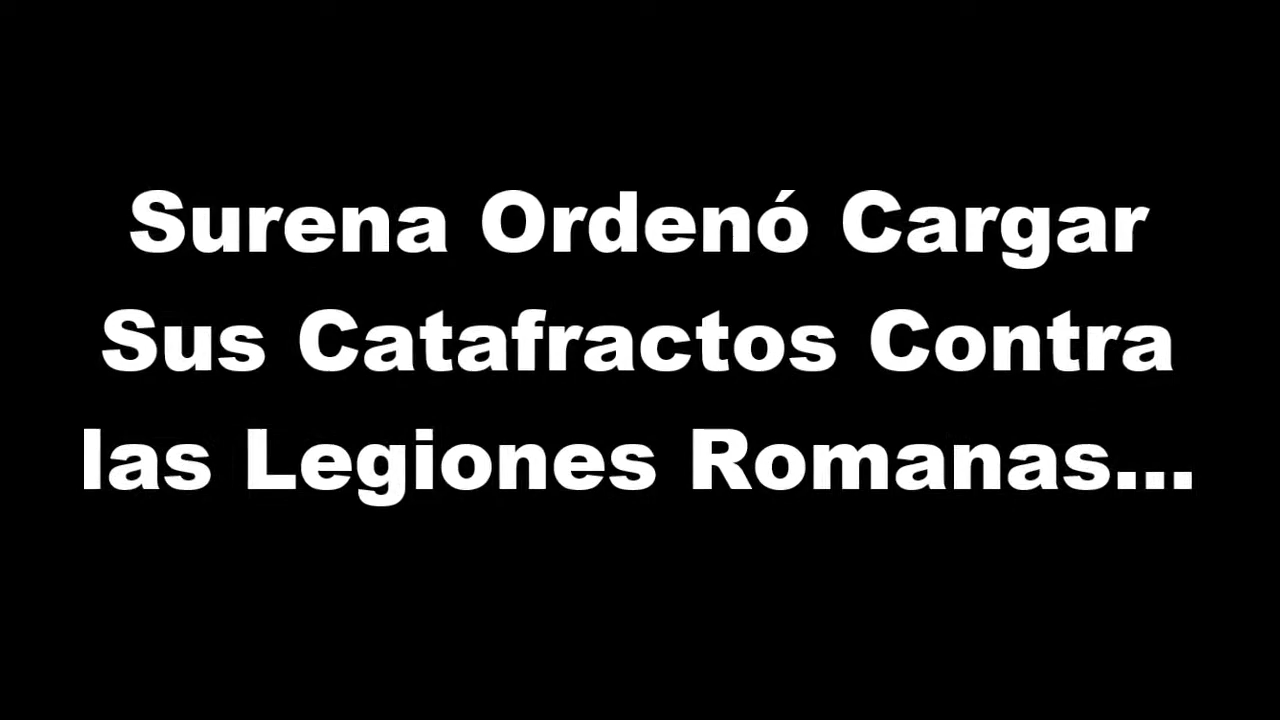 Surena Ordenó Cargar
Sus Catafractos Contra
las Legiones Romanas...